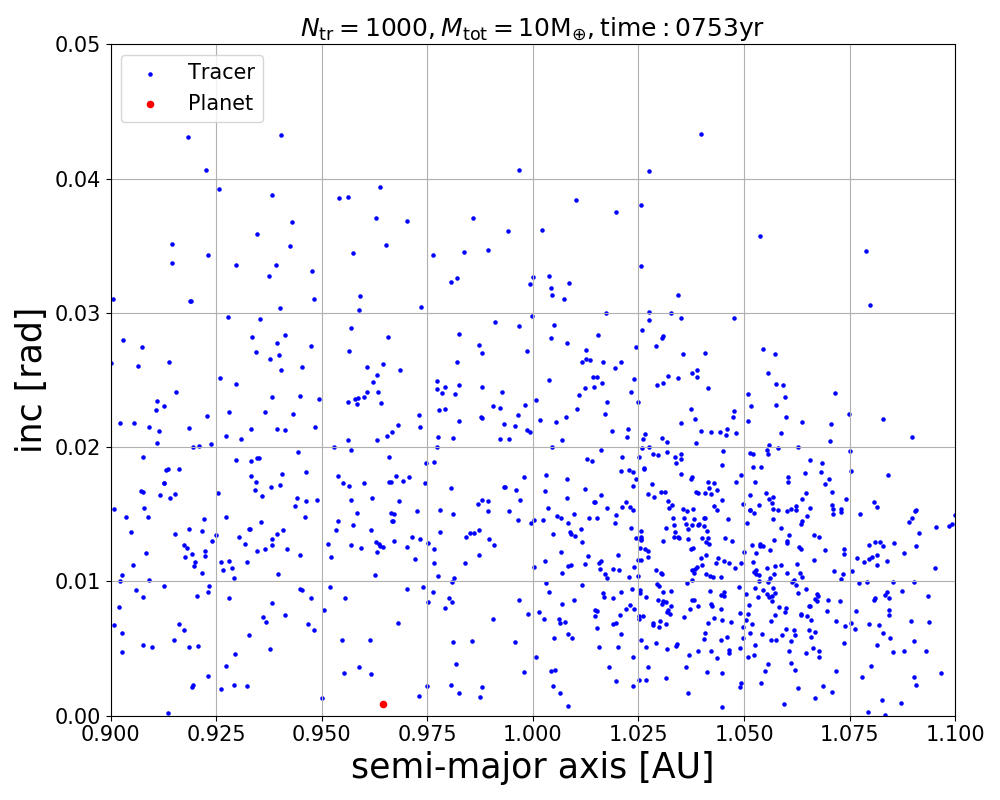 N_tr = 1000, M_tot = 10M_⊕, time : 0753yr
0.05
Tracer
Planet
0.04
0.03
inc [rad]
0.02
0.01
0.00
0.900 0.925 0.950 0.975 1.000 1.025 1.050 1.075 1.100
semi-major axis [AU]